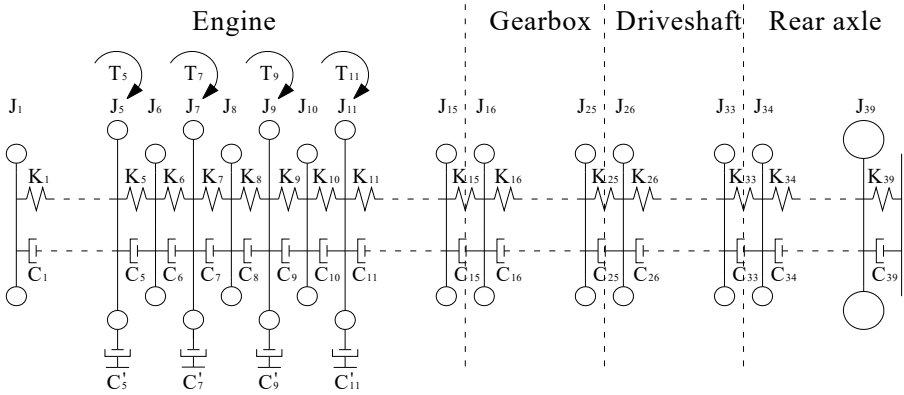 Engine Gearbox Driveshaft Rear axle
T5 T7 T9 T11
J1 J5 J6 J7 J8 J9 J10 J11 J15 J16 J25 J26 J33 J34 J39
K1 K5 K6 K7 K8 K9 K10 K11 K15 K16 K25 K26 K33 K34 K39
C1 C5 C6 C7 C8 C9 C10 C11 C15 C16 C25 C26 C33 C34 C39
C'5 C'7 C'9 C'11